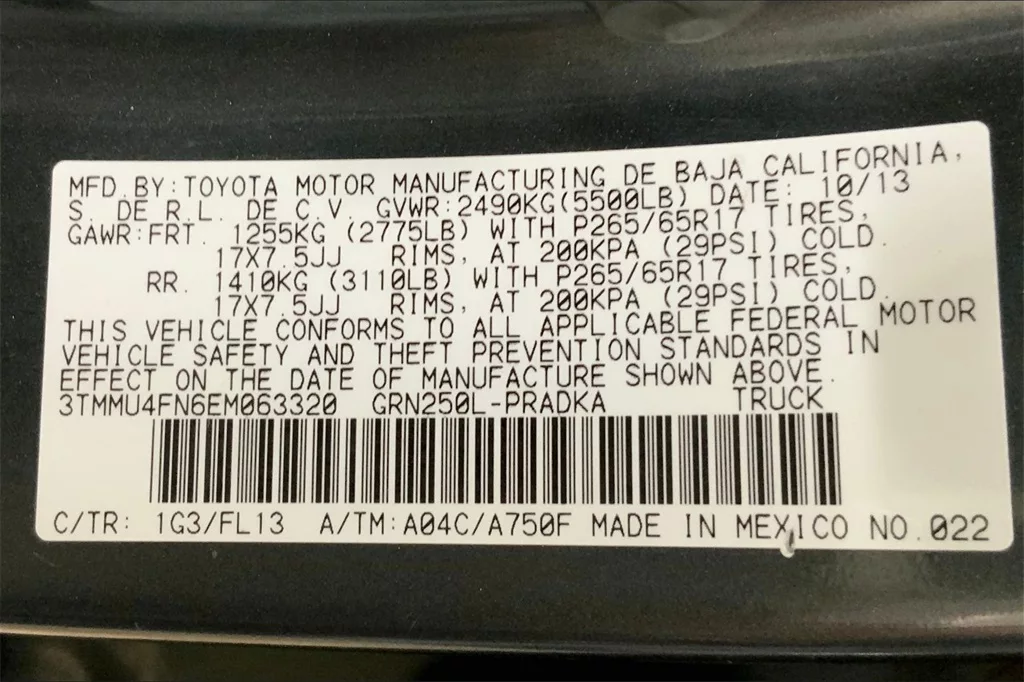 MFD. BY: TOYOTA MOTOR MANUFACTURING DE BAJA CALIFORNIA,
S. DE R.L. DE C.V. GVWR:2490KG(5500LB) DATE: 10/13
GAWR:FRT. 1255KG (2775LB) WITH P265/65R17 TIRES,
17X7.5JJ RIMS, AT 200KPA (29PSI) COLD.
RR. 1410KG (3110LB) WITH P265/65R17 TIRES,
17X7.5JJ RIMS, AT 200KPA (29PSI) COLD.
THIS VEHICLE CONFORMS TO ALL APPLICABLE FEDERAL MOTOR
VEHICLE SAFETY AND THEFT PREVENTION STANDARDS IN
EFFECT ON THE DATE OF MANUFACTURE SHOWN ABOVE.
3TMMU4FN6EM063320 GRN250L-PRADKA TRUCK
C/TR: 1G3/FL13 A/TM:A04C/A750F MADE IN MEXICO NO.022